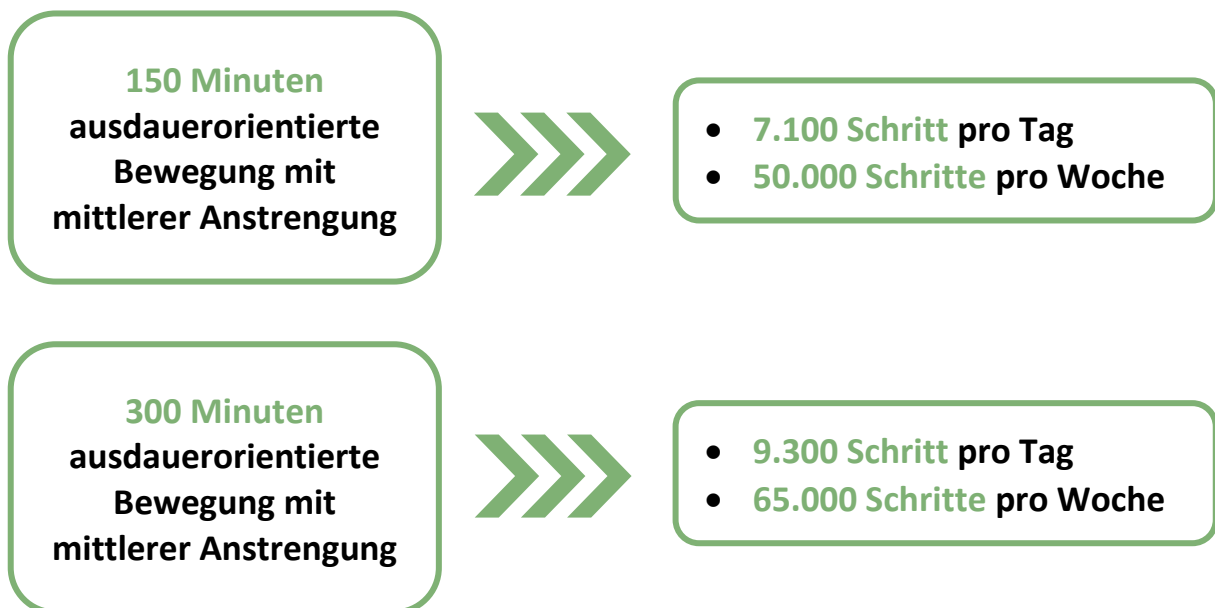 150 Minuten
ausdauerorientierte
Bewegung mit
mittlerer Anstrengung
• 7.100 Schritt pro Tag
• 50.000 Schritte pro Woche
300 Minuten
ausdauerorientierte
Bewegung mit
mittlerer Anstrengung
• 9.300 Schritt pro Tag
• 65.000 Schritte pro Woche